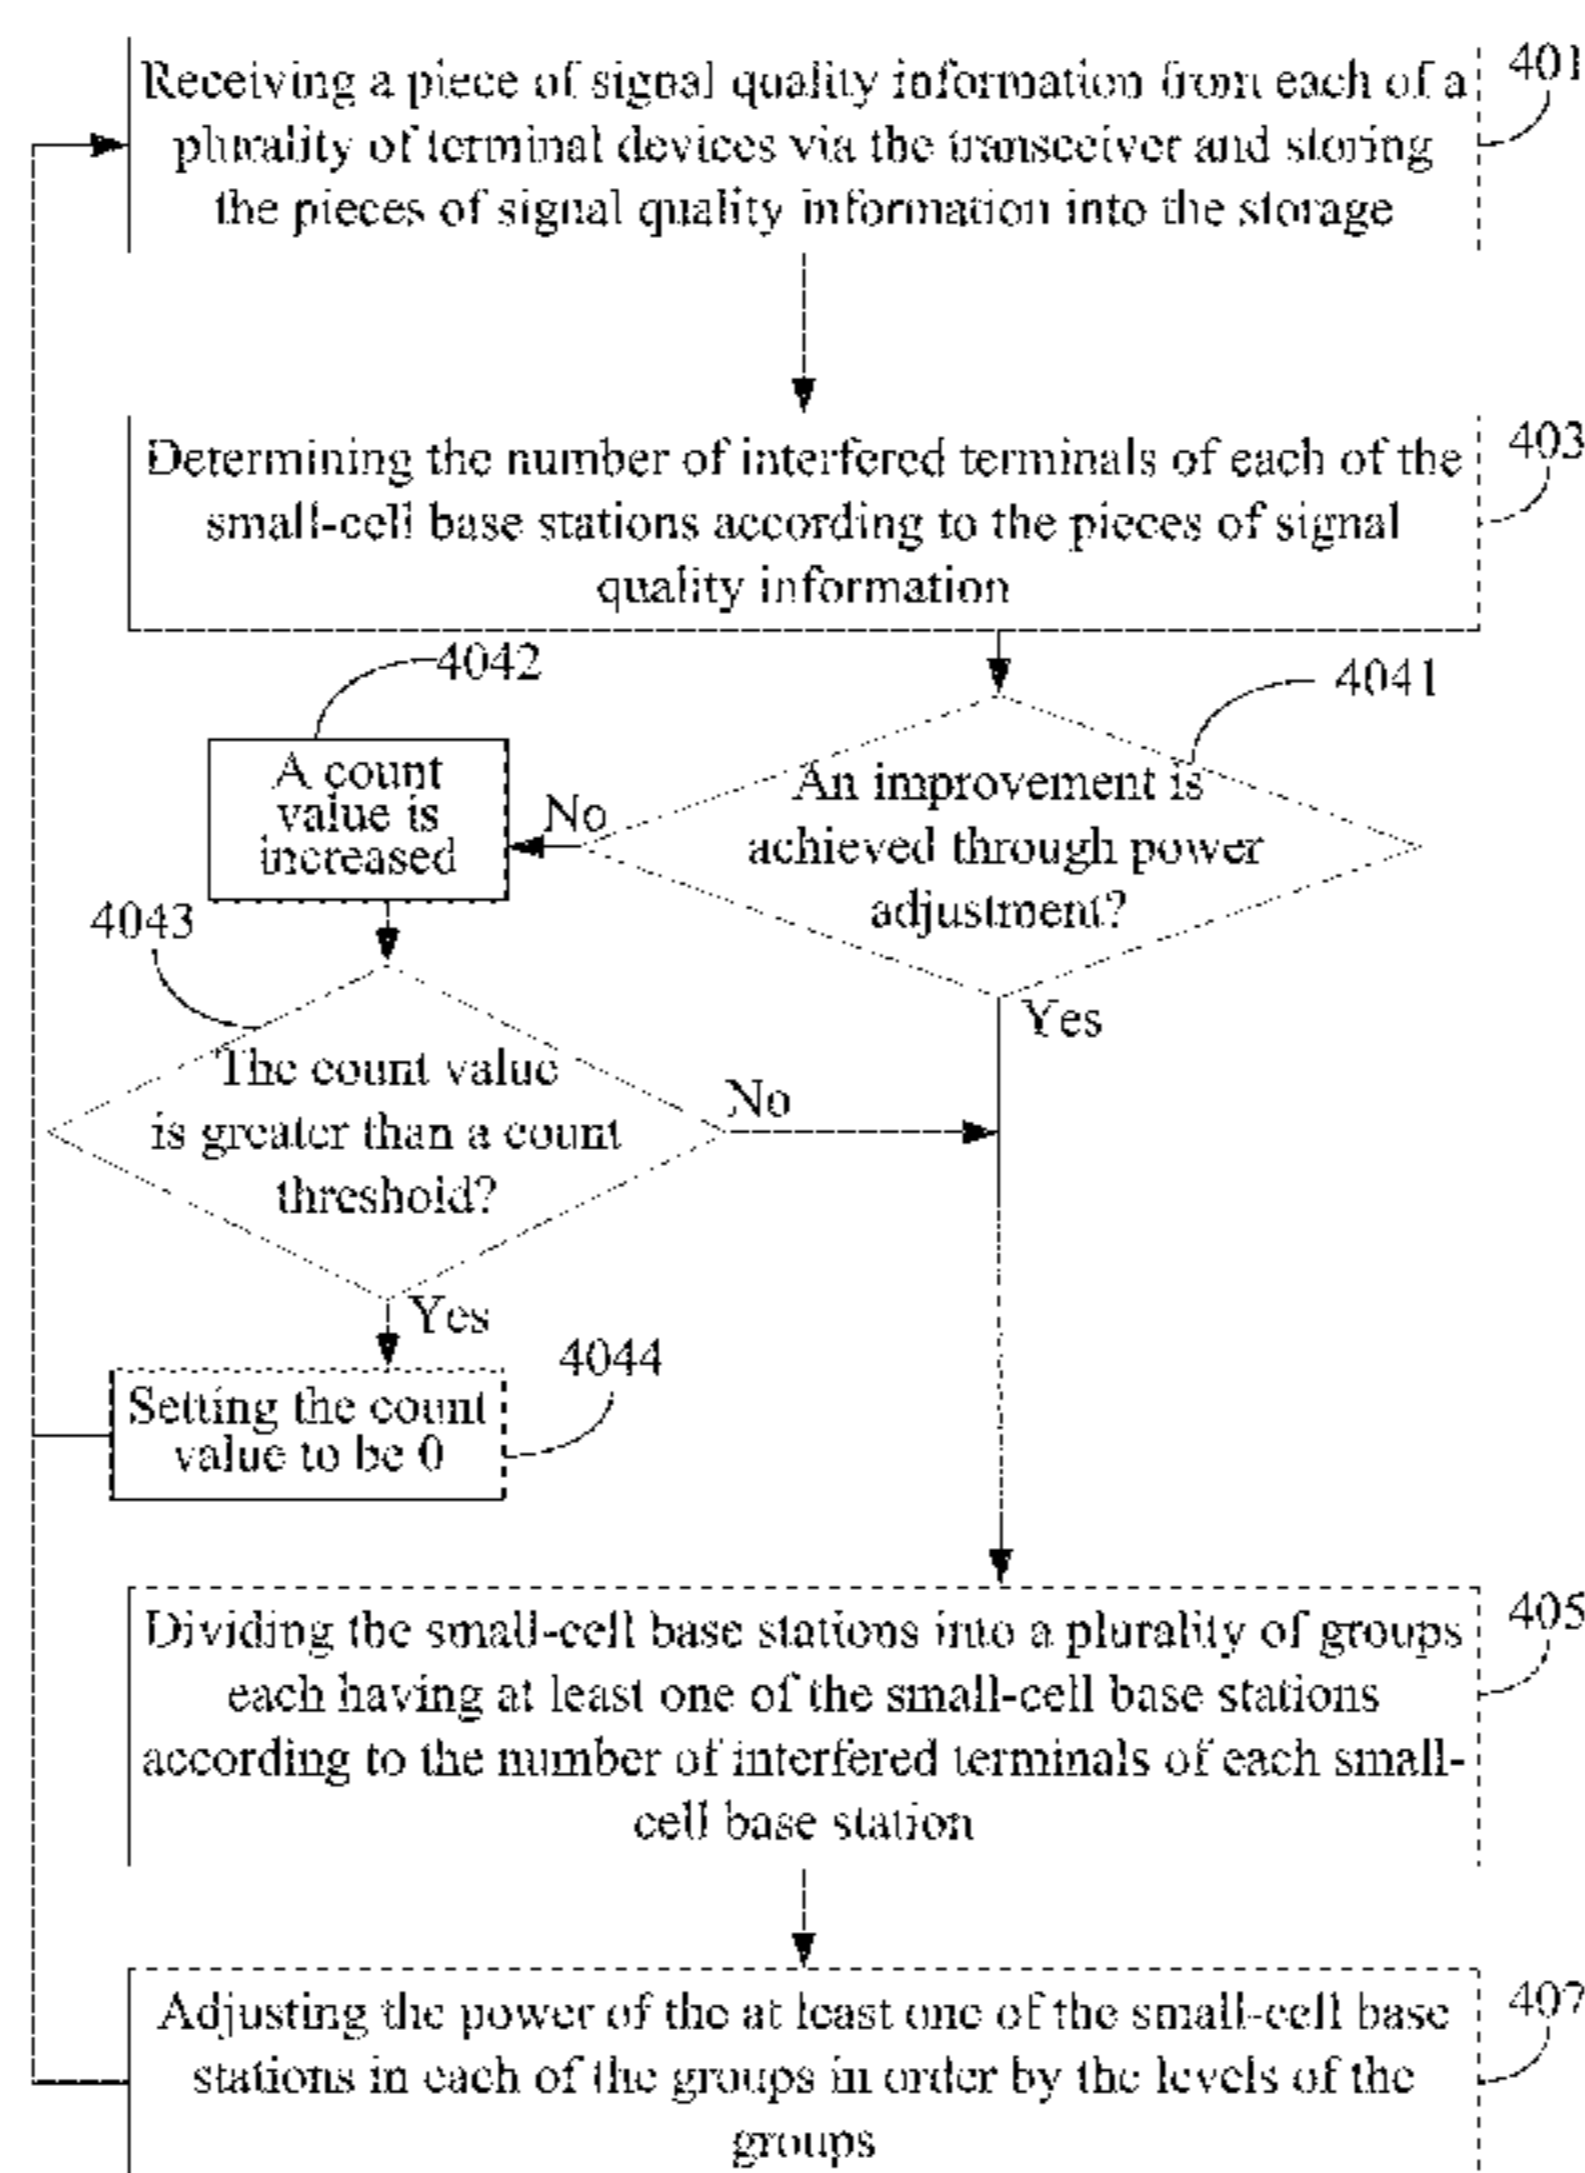 Receiving a piece of signal quality information from each of a
plurality of terminal devices via the transceiver and storing
the pieces of signal quality information into the storage
401
Determining the number of interfered terminals of each of the
small-cell base stations according to the pieces of signal
quality information
403
4042
4041
A count
value is
increased
No
An improvement is
achieved through power
adjustment?
4043
Yes
The count value
is greater than a count
threshold?
No
Yes
4044
Setting the count
value to be 0
Dividing the small-cell base stations into a plurality of groups
each having at least one of the small-cell base stations
according to the number of interfered terminals of each small-
cell base station
405
Adjusting the power of the at least one of the small-cell base
stations in each of the groups in order by the levels of the
groups
407